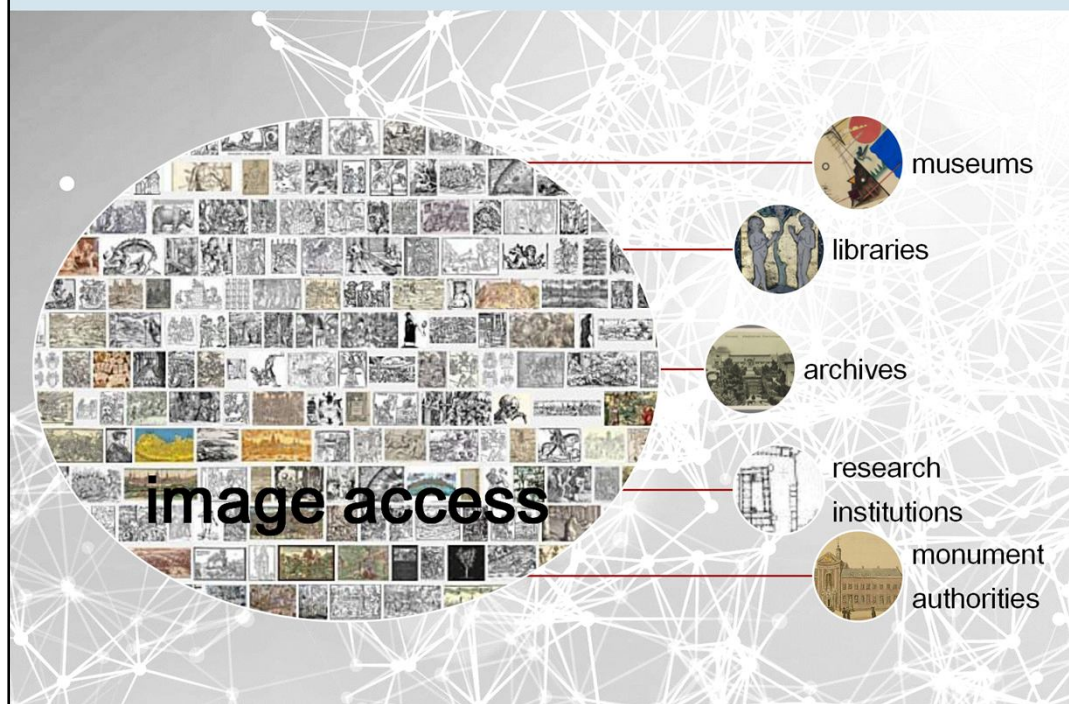 museums
libraries
archives
research
institutions
image access
monument
authorities